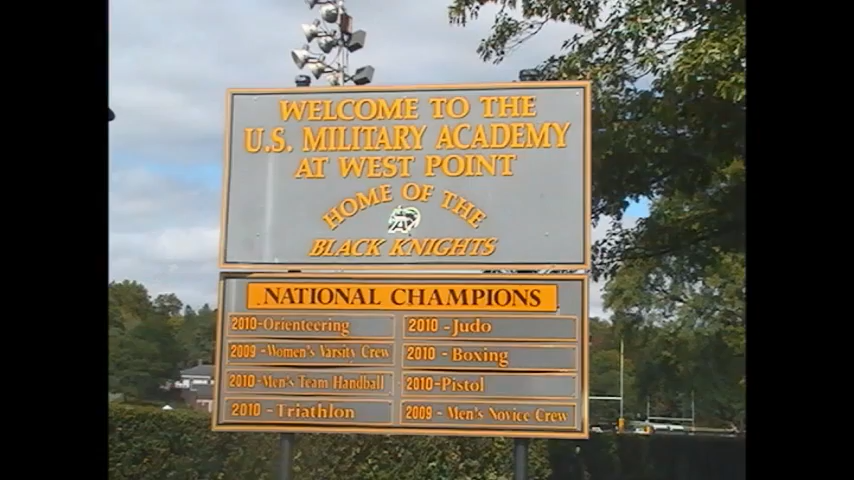 WELCOME TO THE
U.S. MILITARY ACADEMY
AT WEST POINT
HOME OF THE
A
BLACK KNIGHTS
NATIONAL CHAMPIONS
2010-Orienteering
2010 -Judo
2009 -Women's Varsity Crew
2010 -Boxing
2010 -Men's Team Handball
2010-Pistol
2010 -Triathlon
2009 -Men's Novice Crew